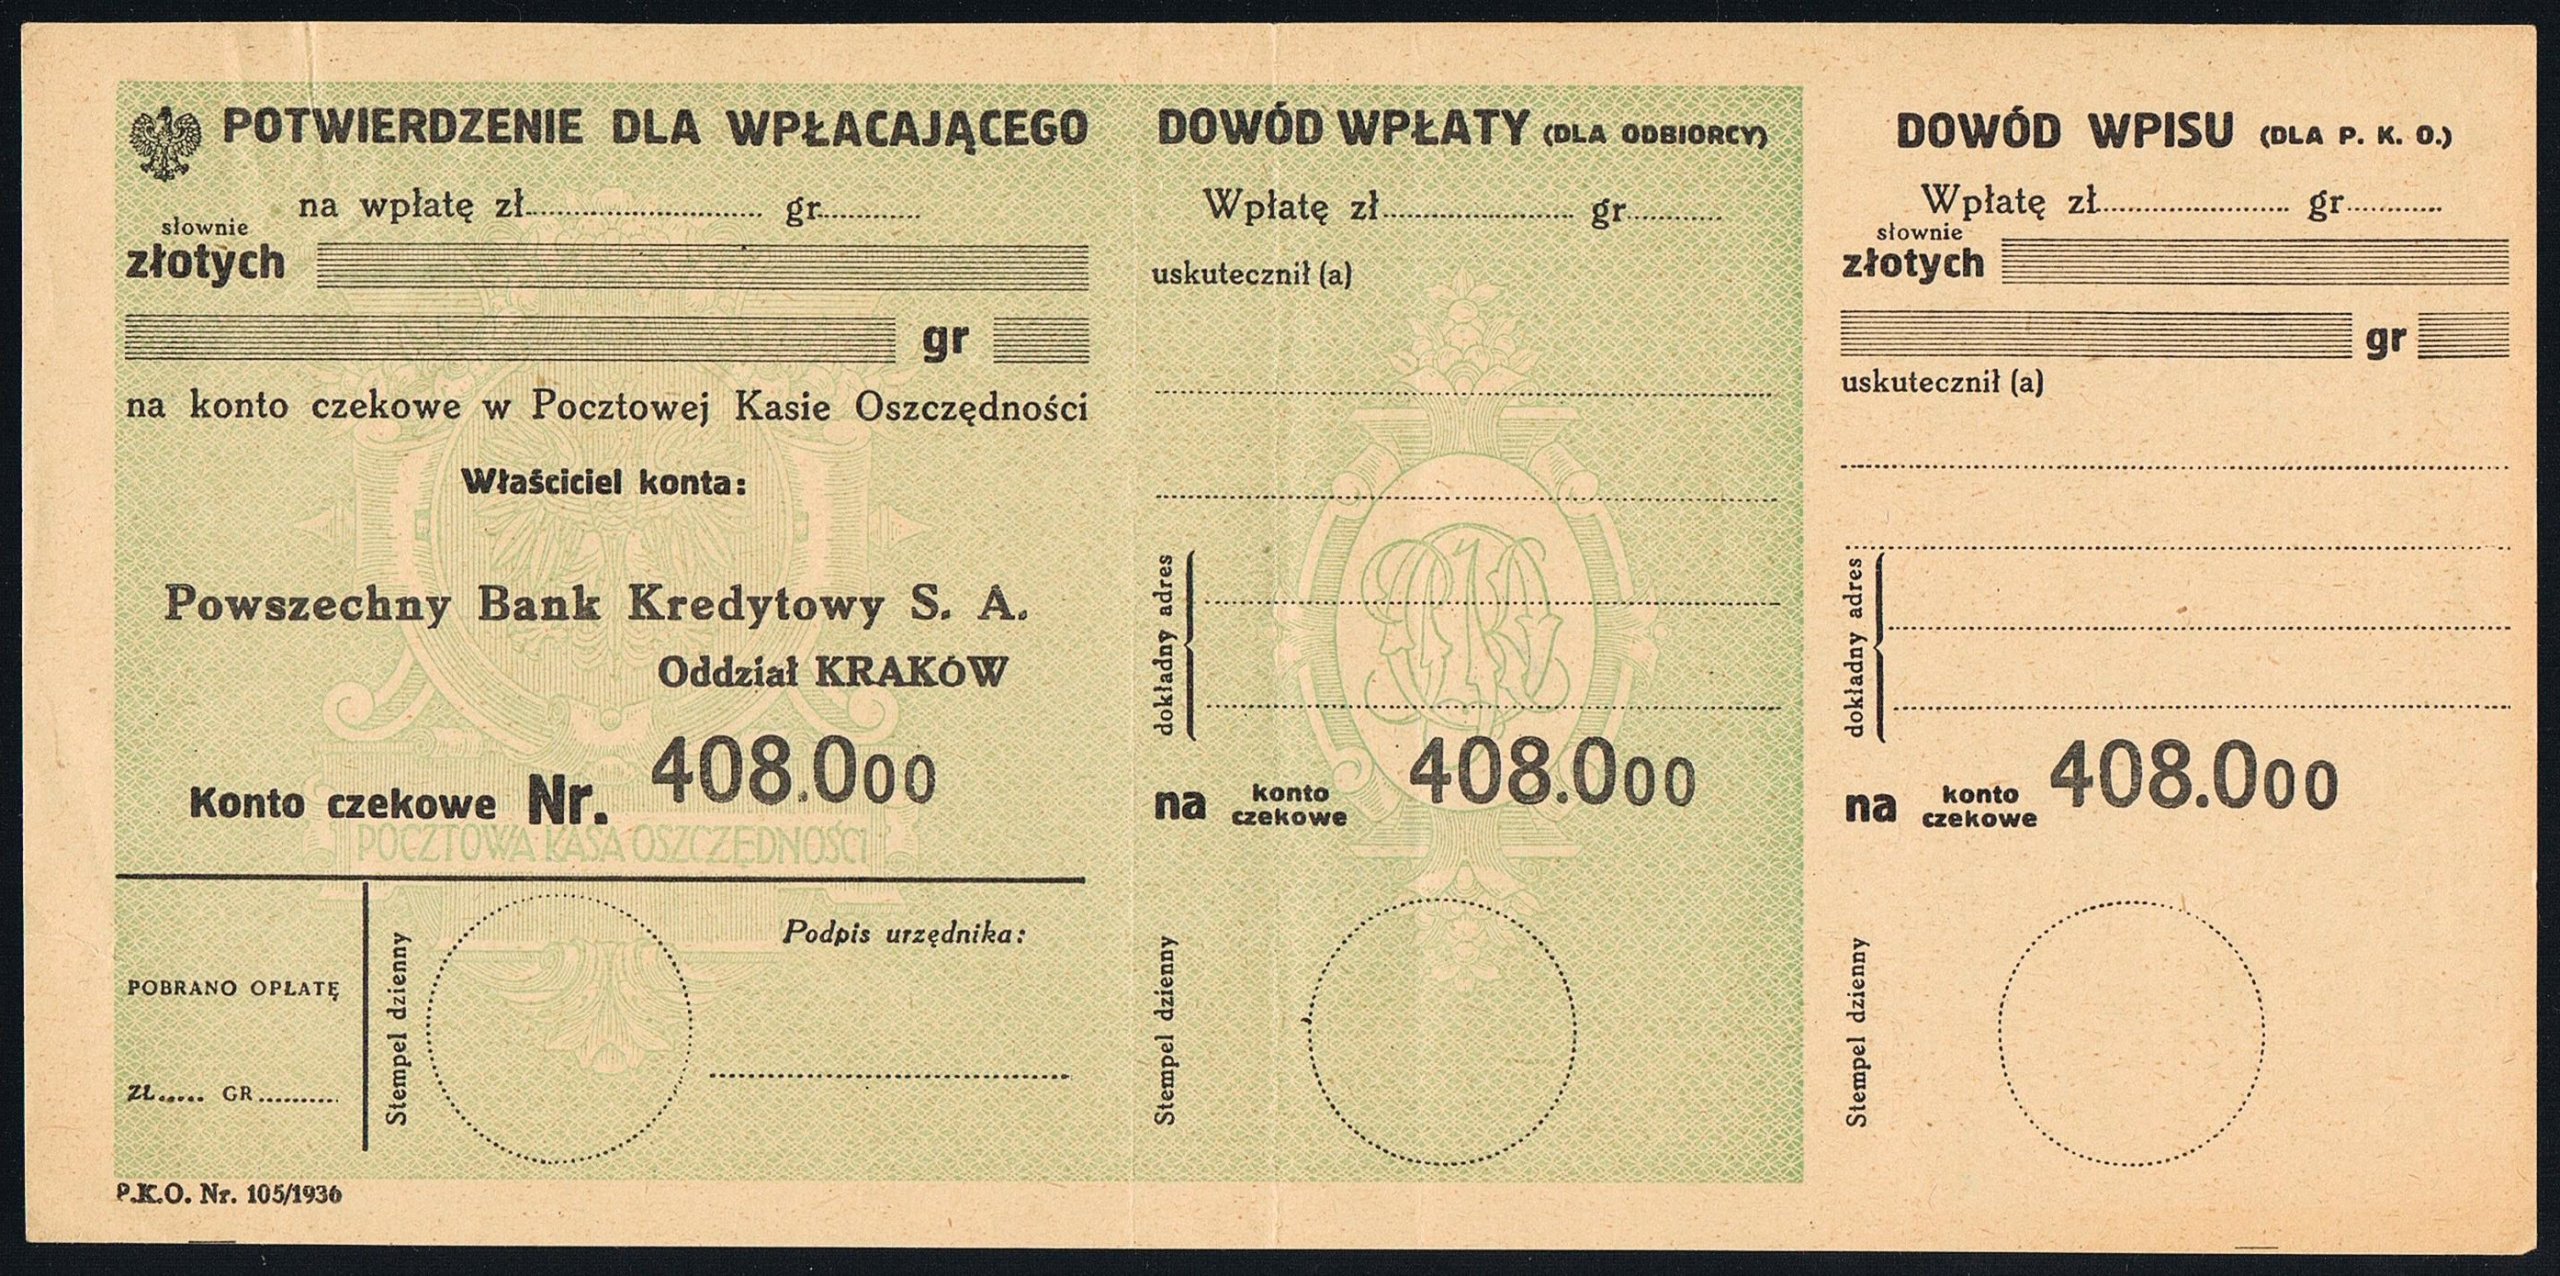 POTWIERDZENIE DLA WPŁACAJĄCEGO
na wpłatę zł............................ gr............
słownie
złotych
gr
na konto czekowe w Pocztowej Kasie Oszczędności
Właściciel konta:
Powszechny Bank Kredytowy S. A.
Oddział KRAKÓW
Konto czekowe Nr. 408.000
POCZTOWA KASA OSZCZĘDNOŚCI
POBRANO OPŁATĘ
ZŁ..... GR..........
Stempel dzienny
Podpis urzędnika:
P.K.O. Nr. 105/1936
DOWÓD WPŁATY (DLA ODBIORCY)
Wpłatę zł....................... gr............
uskutecznił (a)
dokładny adres
na konto czekowe 408.000
Stempel dzienny
DOWÓD WPISU (DLA P. K. O.)
Wpłatę zł....................... gr............
słownie
złotych
gr
uskutecznił (a)
dokładny adres
na konto czekowe 408.000
Stempel dzienny